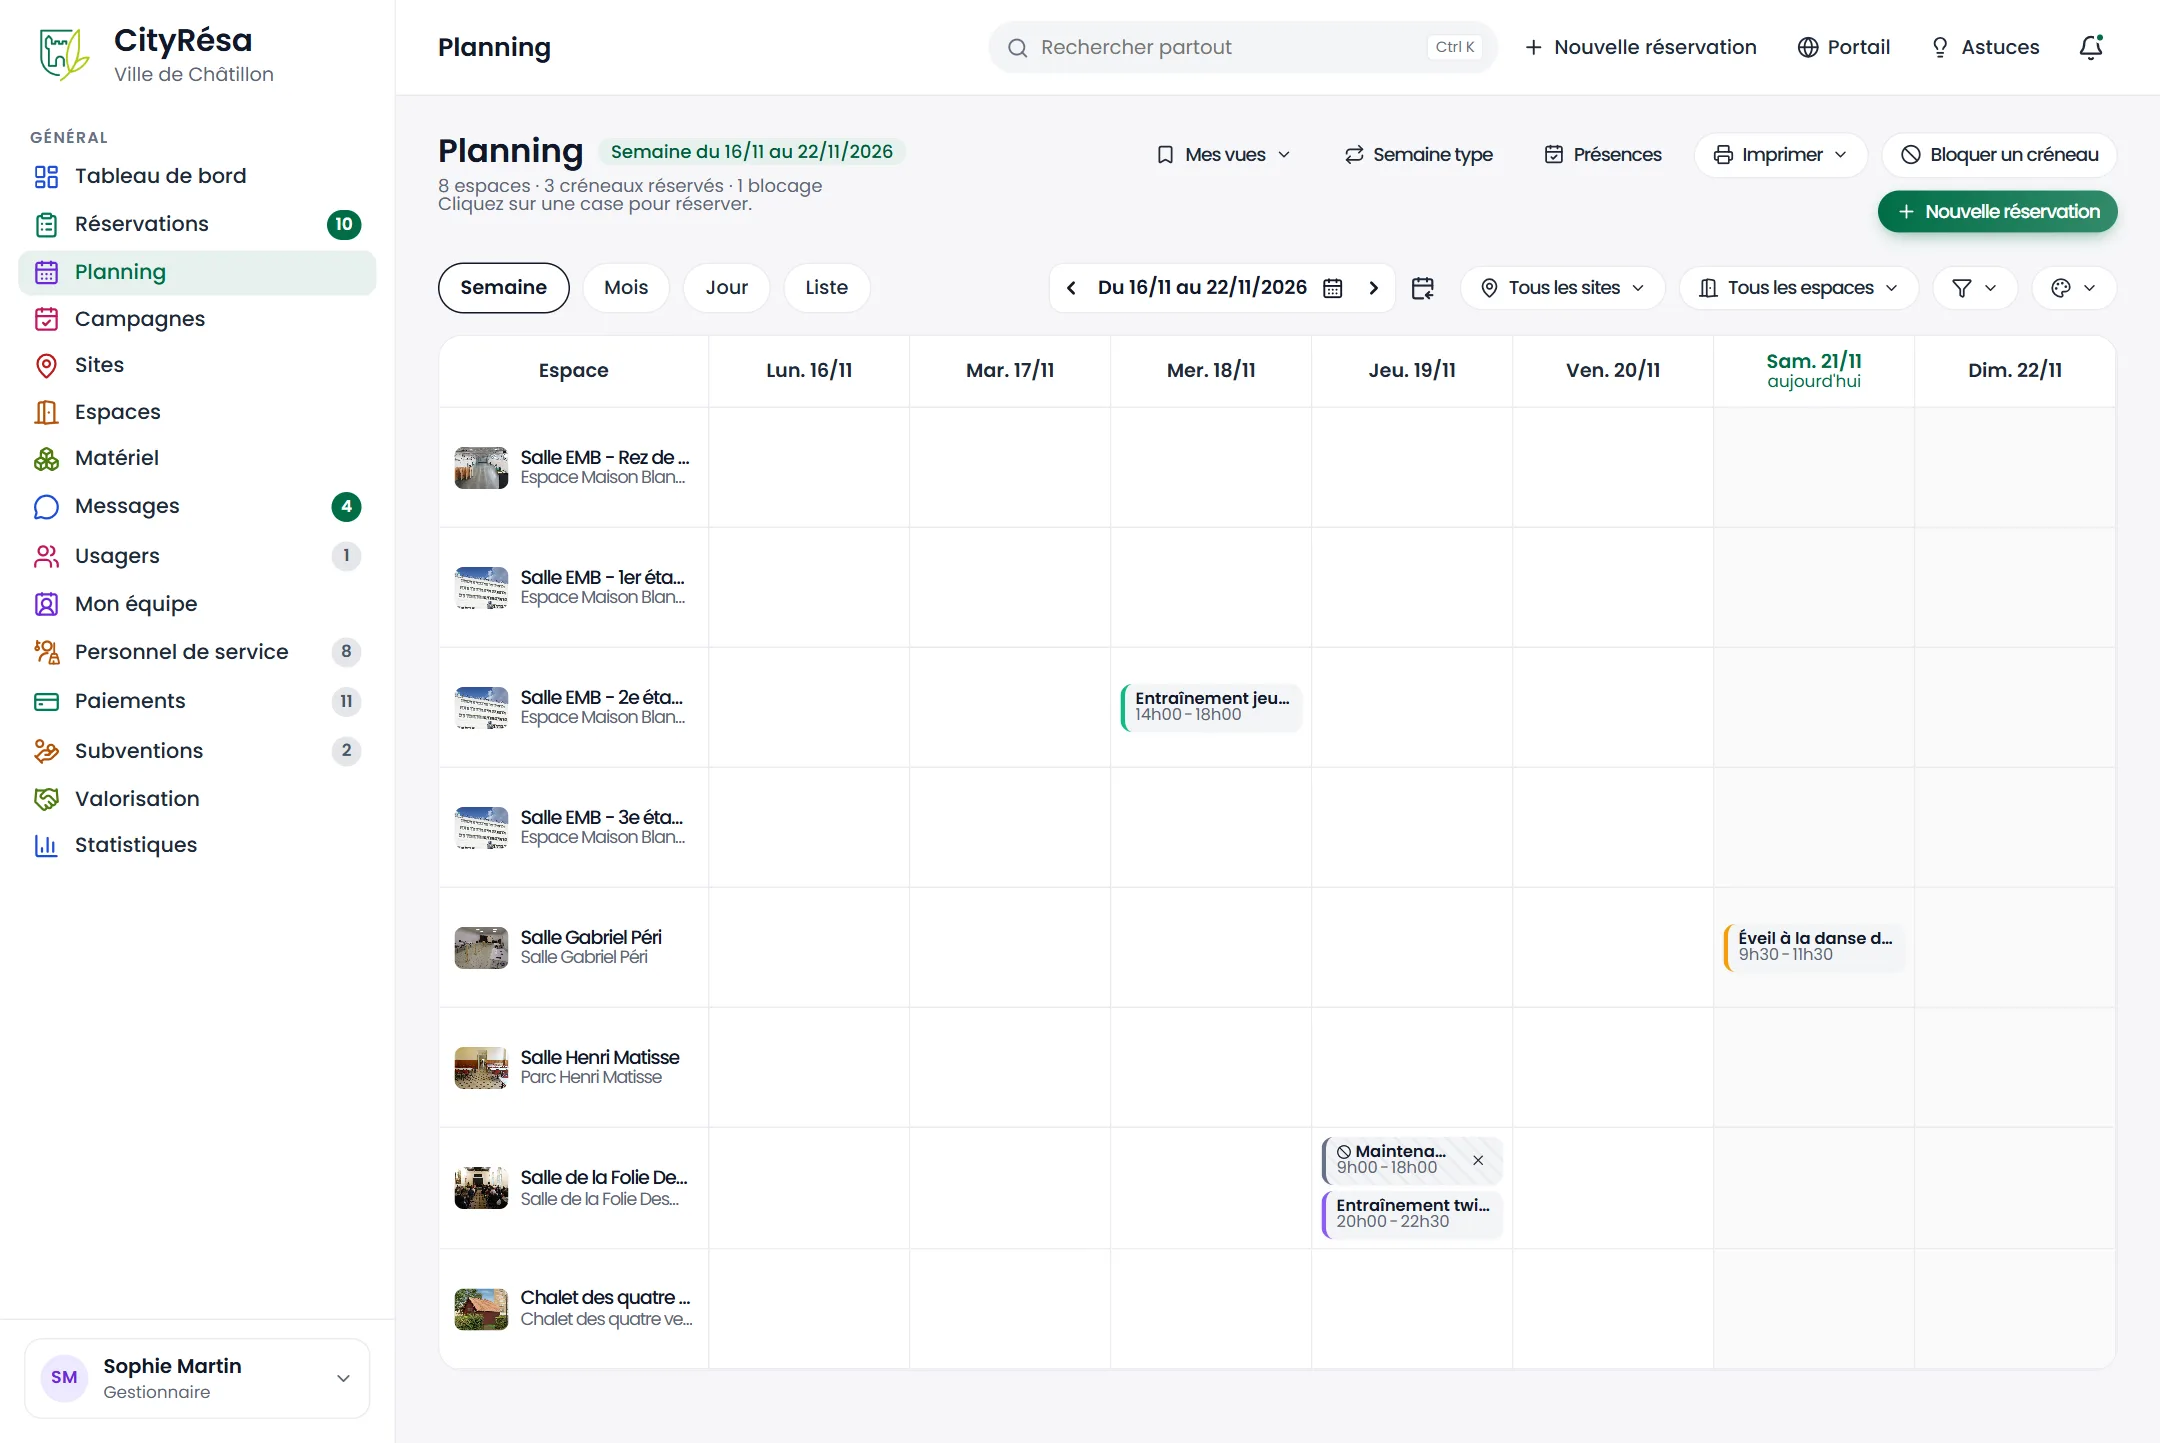 CityRésa
Ville de Châtillon
GÉNÉRAL
Tableau de bord
Réservations 10
Planning
Campagnes
Sites
Espaces
Matériel
Messages 4
Usagers 1
Mon équipe
Personnel de service 8
Paiements 11
Subventions 2
Valorisation
Statistiques
SM
Sophie Martin
Gestionnaire
Planning
Rechercher partout Ctrl K
Nouvelle réservation
Portail
Astuces
Planning Semaine du 16/11 au 22/11/2026
8 espaces · 3 créneaux réservés · 1 blocage
Cliquez sur une case pour réserver.
Mes vues
Semaine type
Présences
Imprimer
Bloquer un créneau
Nouvelle réservation
Semaine Mois Jour Liste
Du 16/11 au 22/11/2026
Tous les sites
Tous les espaces
Espace Lun. 16/11 Mar. 17/11 Mer. 18/11 Jeu. 19/11 Ven. 20/11 Sam. 21/11 Dim. 22/11
aujourd'hui
Salle EMB - Rez de ...
Espace Maison Blan...
Salle EMB - 1er éta...
Espace Maison Blan...
Salle EMB - 2e éta...
Espace Maison Blan...
Entraînement jeu...
14h00 - 18h00
Salle EMB - 3e éta...
Espace Maison Blan...
Salle Gabriel Péri
Salle Gabriel Péri
Éveil à la danse d...
9h30 - 11h30
Salle Henri Matisse
Parc Henri Matisse
Salle de la Folie De...
Salle de la Folie Des...
Maintena...
9h00 - 18h00
Entraînement twi...
20h00 - 22h30
Chalet des quatre ...
Chalet des quatre ve...